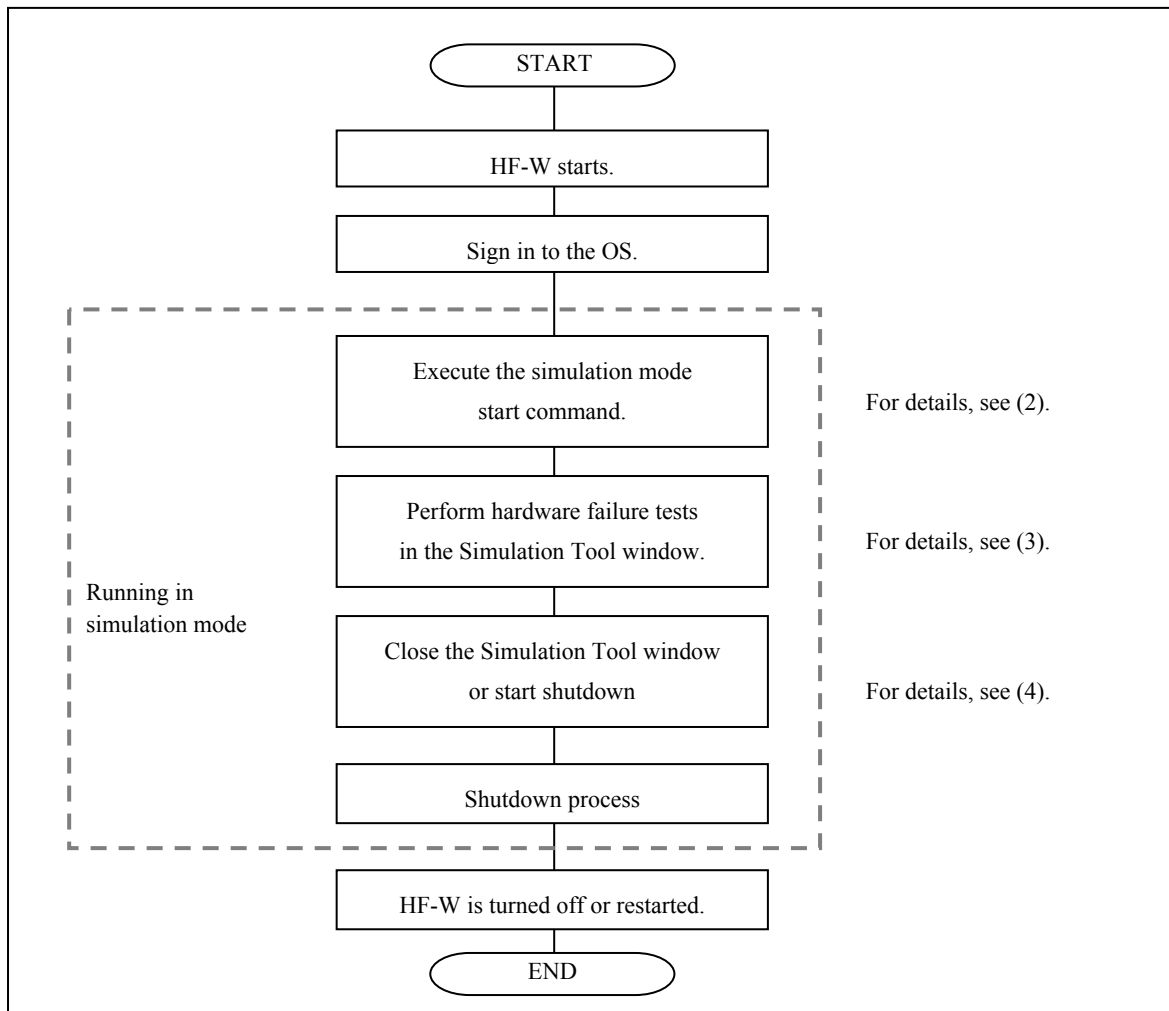 START
HF-W starts.
Sign in to the OS.
Execute the simulation mode
start command.
For details, see (2).
Perform hardware failure tests
in the Simulation Tool window.
For details, see (3).
Running in
simulation mode
Close the Simulation Tool window
or start shutdown
For details, see (4).
Shutdown process
HF-W is turned off or restarted.
END